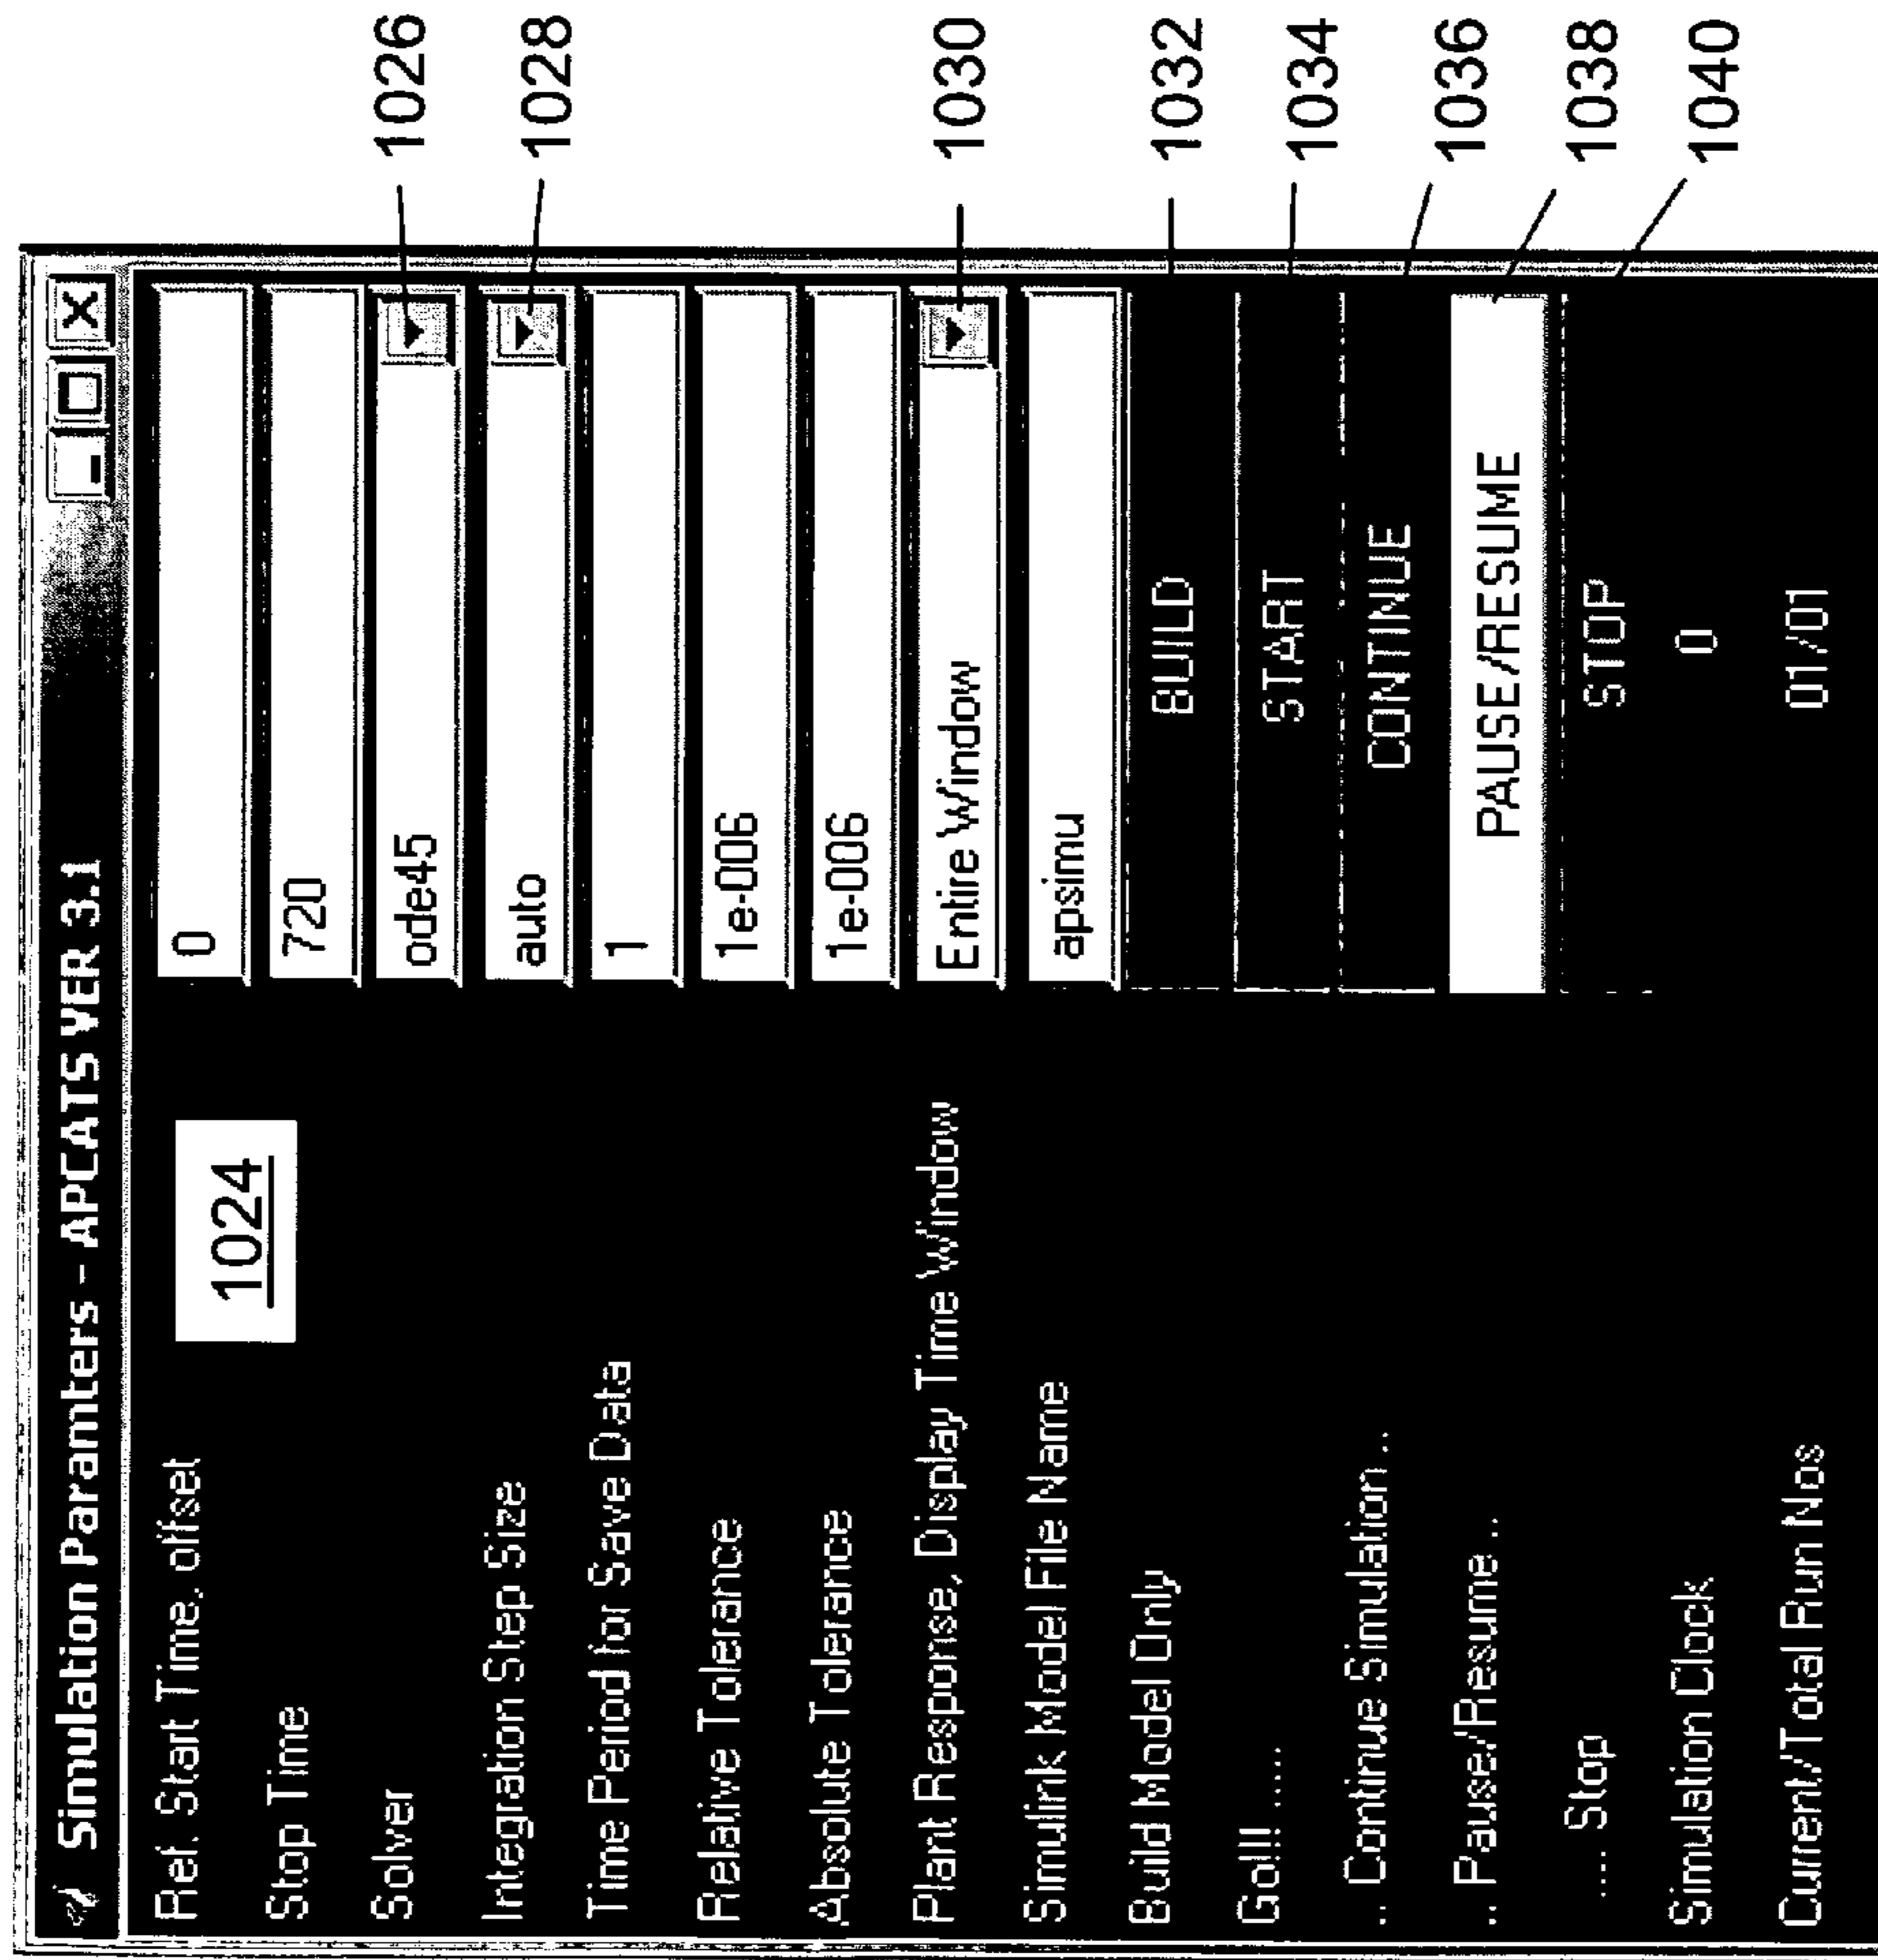 Simulation Paramters - APCATS VER 3.1
1024
Ref. Start Time, offset 0
Stop Time 720
Solver ode45 1026
Integration Step Size auto 1028
Time Period for Save Data 1
Relative Tolerance 1e-006
Absolute Tolerance 1e-006
Plant Response, Display Time Window Entire Window 1030
Simulink Model File Name apsimu
Build Model Only BUILD 1032
Go!!! ..... START 1034
.. Continue Simulation .. CONTINUE 1036
.. Pause/Resume .. PAUSE/RESUME 1038
.... Stop STOP 1040
Simulation Clock 0
Current/Total Run Nos 01/01